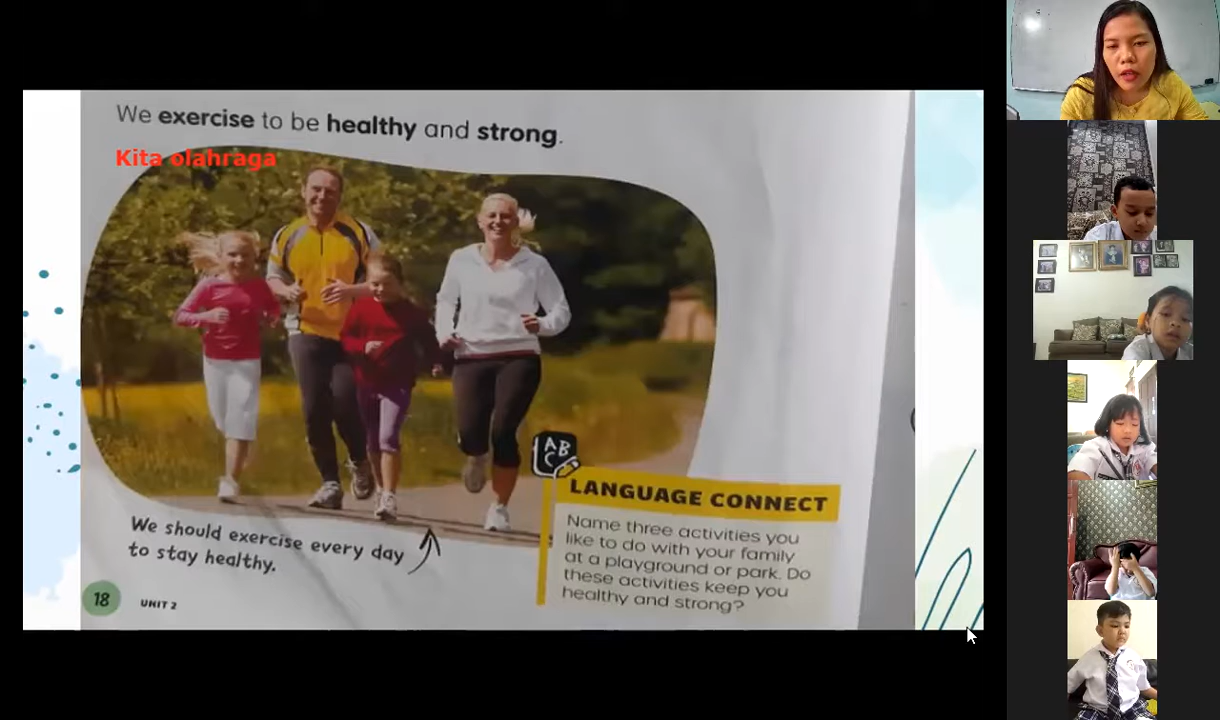 We exercise to be healthy and strong.
Kita olahraga
We should exercise every day
to stay healthy.
ABC
LANGUAGE CONNECT
Name three activities you
like to do with your family
at a playground or park. Do
these activities keep you
healthy and strong?
18 UNIT 2